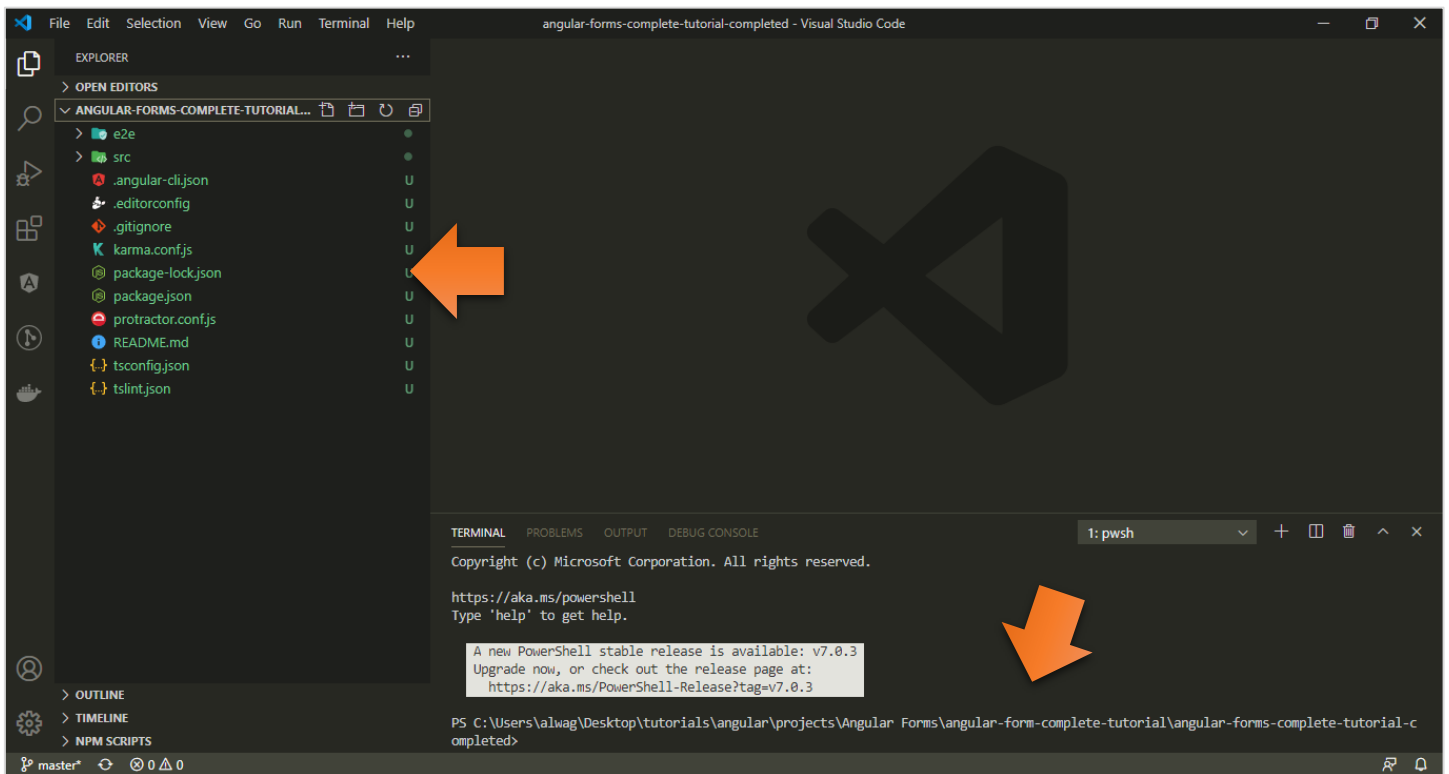 File Edit Selection View Go Run Terminal Help
angular-forms-complete-tutorial-completed - Visual Studio Code
EXPLORER
OPEN EDITORS
ANGULAR-FORMS-COMPLETE-TUTORIAL...
e2e
src
.angular-cli.json U
.editorconfig U
.gitignore U
karma.conf.js U
package-lock.json U
package.json U
protractor.conf.js U
README.md U
tsconfig.json U
tslint.json U
OUTLINE
TIMELINE
NPM SCRIPTS
TERMINAL PROBLEMS OUTPUT DEBUG CONSOLE
1: pwsh
Copyright (c) Microsoft Corporation. All rights reserved.
https://aka.ms/powershell
Type 'help' to get help.
A new PowerShell stable release is available: v7.0.3
Upgrade now, or check out the release page at:
https://aka.ms/PowerShell-Release?tag=v7.0.3
PS C:\Users\alwag\Desktop\tutorials\angular\projects\Angular Forms\angular-form-complete-tutorial\angular-forms-complete-tutorial-c
ompleted>
master* 0 0